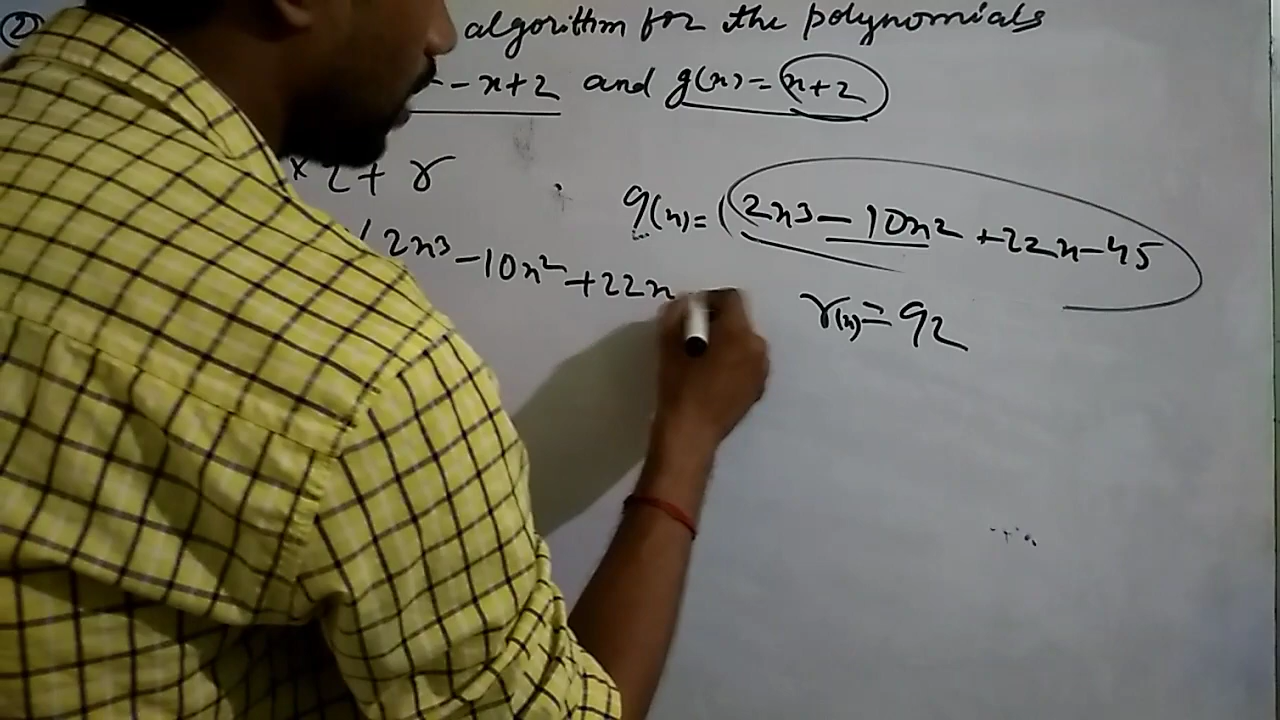 ② algorithm for the polynomials
- x + 2 and g(x) = x + 2
× 2 + r
q(x) = (2x3 - 10x2 + 22x - 45
(2x3 - 10x2 + 22x
r(x) = 92